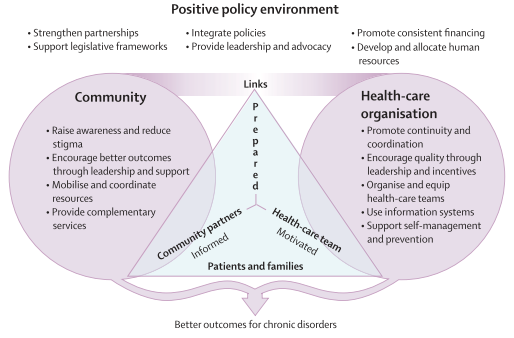 Positive policy environment
• Strengthen partnerships
• Support legislative frameworks
• Integrate policies
• Provide leadership and advocacy
• Promote consistent financing
• Develop and allocate human
resources
Links
Community
• Raise awareness and reduce
stigma
• Encourage better outcomes
through leadership and support
• Mobilise and coordinate
resources
• Provide complementary
services
Prepared
Community partners
Informed
Health-care team
Motivated
Patients and families
Health-care
organisation
• Promote continuity and
coordination
• Encourage quality through
leadership and incentives
• Organise and equip
health-care teams
• Use information systems
• Support self-management
and prevention
Better outcomes for chronic disorders